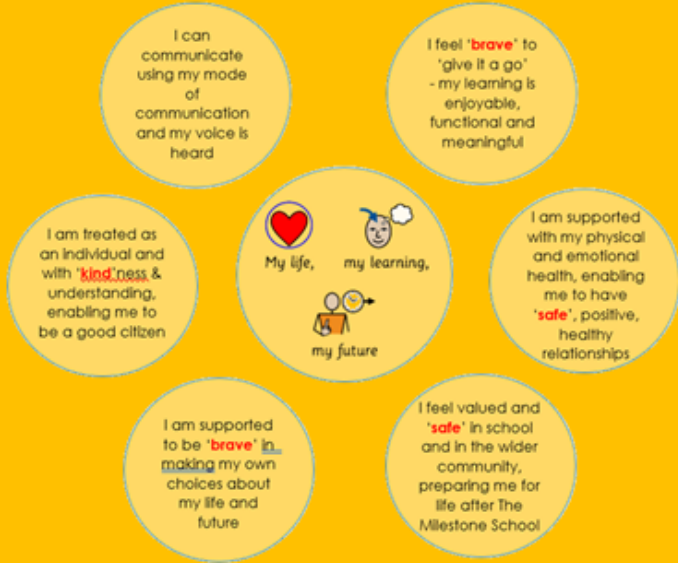 I can
communicate
using my mode
of
communication
and my voice is
heard
I feel ‘brave’ to
‘give it a go’
- my learning is
enjoyable,
functional and
meaningful
I am treated as
an individual and
with ‘kind’ness &
understanding,
enabling me to
be a good citizen
My life,
my learning,
my future
I am supported
with my physical
and emotional
health, enabling
me to have
‘safe’, positive,
healthy
relationships
I am supported
to be ‘brave’ in
making my own
choices about
my life and
future
I feel valued and
‘safe’ in school
and in the wider
community,
preparing me for
life after The
Milestone School